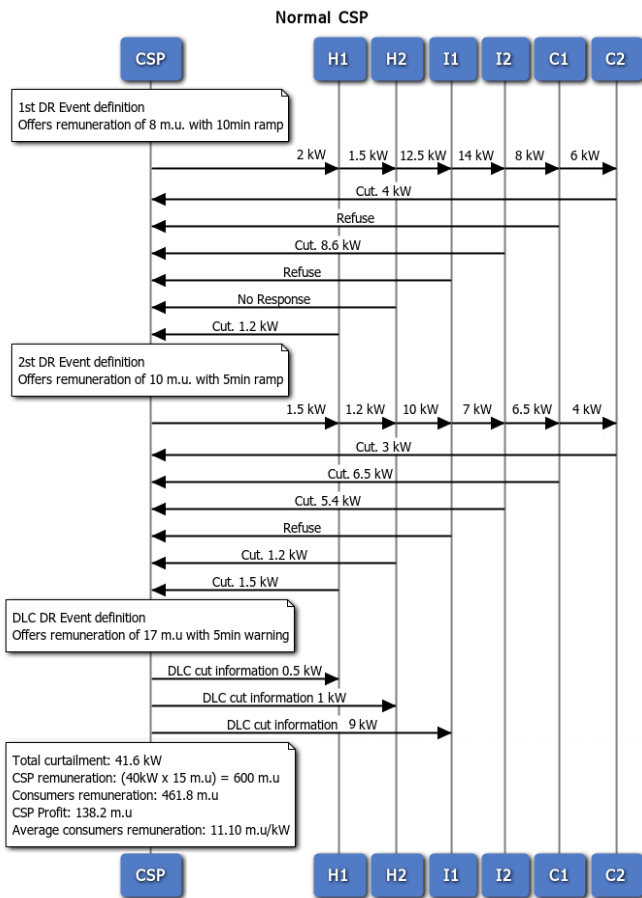 Normal CSP
CSP H1 H2 I1 I2 C1 C2
1st DR Event definition
Offers remuneration of 8 m.u. with 10min ramp
2 kW 1.5 kW 12.5 kW 14 kW 8 kW 6 kW
Cut. 4 kW
Refuse
Cut. 8.6 kW
Refuse
No Response
Cut. 1.2 kW
2st DR Event definition
Offers remuneration of 10 m.u. with 5min ramp
1.5 kW 1.2 kW 10 kW 7 kW 6.5 kW 4 kW
Cut. 3 kW
Cut. 6.5 kW
Cut. 5.4 kW
Refuse
Cut. 1.2 kW
Cut. 1.5 kW
DLC DR Event definition
Offers remuneration of 17 m.u with 5min warning
DLC cut information 0.5 kW
DLC cut information 1 kW
DLC cut information 9 kW
Total curtailment: 41.6 kW
CSP remuneration: (40kW x 15 m.u) = 600 m.u
Consumers remuneration: 461.8 m.u
CSP Profit: 138.2 m.u
Average consumers remuneration: 11.10 m.u/kW
CSP H1 H2 I1 I2 C1 C2